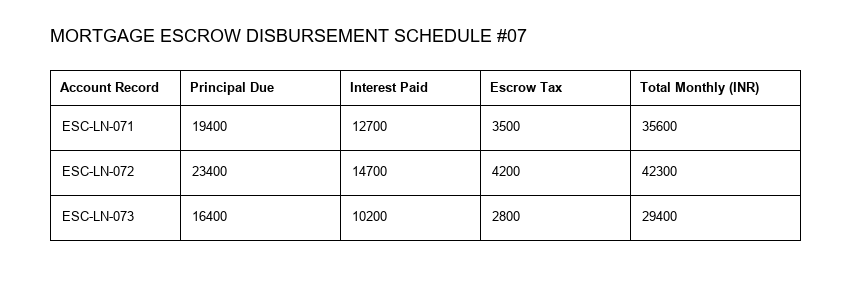 MORTGAGE ESCROW DISBURSEMENT SCHEDULE #07
Account Record Principal Due Interest Paid Escrow Tax Total Monthly (INR)
ESC-LN-071 19400 12700 3500 35600
ESC-LN-072 23400 14700 4200 42300
ESC-LN-073 16400 10200 2800 29400